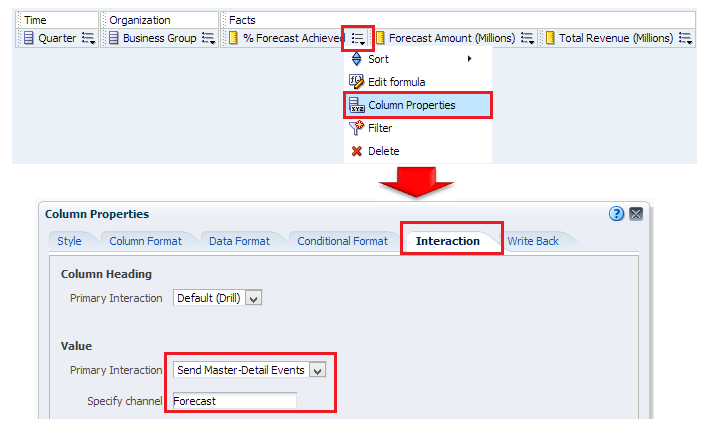 Time Organization Facts
Quarter Business Group % Forecast Achieved Forecast Amount (Millions) Total Revenue (Millions)
Sort
Edit formula
Column Properties
Filter
Delete
Column Properties
Style Column Format Data Format Conditional Format Interaction Write Back
Column Heading
Primary Interaction Default (Drill)
Value
Primary Interaction Send Master-Detail Events
Specify channel Forecast